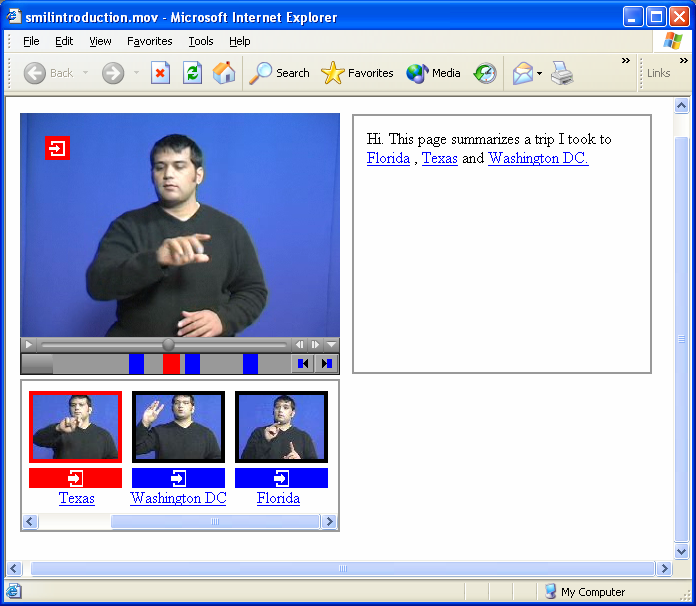 smilintroduction.mov - Microsoft Internet Explorer
File Edit View Favorites Tools Help
Back Search Favorites Media Links
Hi. This page summarizes a trip I took to
Florida , Texas and Washington DC.
Texas Washington DC Florida
My Computer